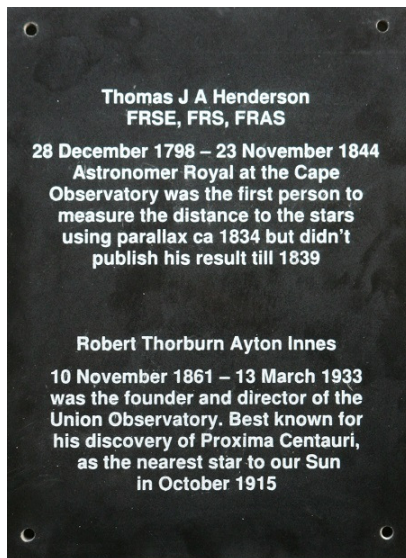 Thomas J A Henderson
FRSE, FRS, FRAS
28 December 1798 – 23 November 1844
Astronomer Royal at the Cape
Observatory was the first person to
measure the distance to the stars
using parallax ca 1834 but didn't
publish his result till 1839
Robert Thorburn Ayton Innes
10 November 1861 – 13 March 1933
was the founder and director of the
Union Observatory. Best known for
his discovery of Proxima Centauri,
as the nearest star to our Sun
in October 1915